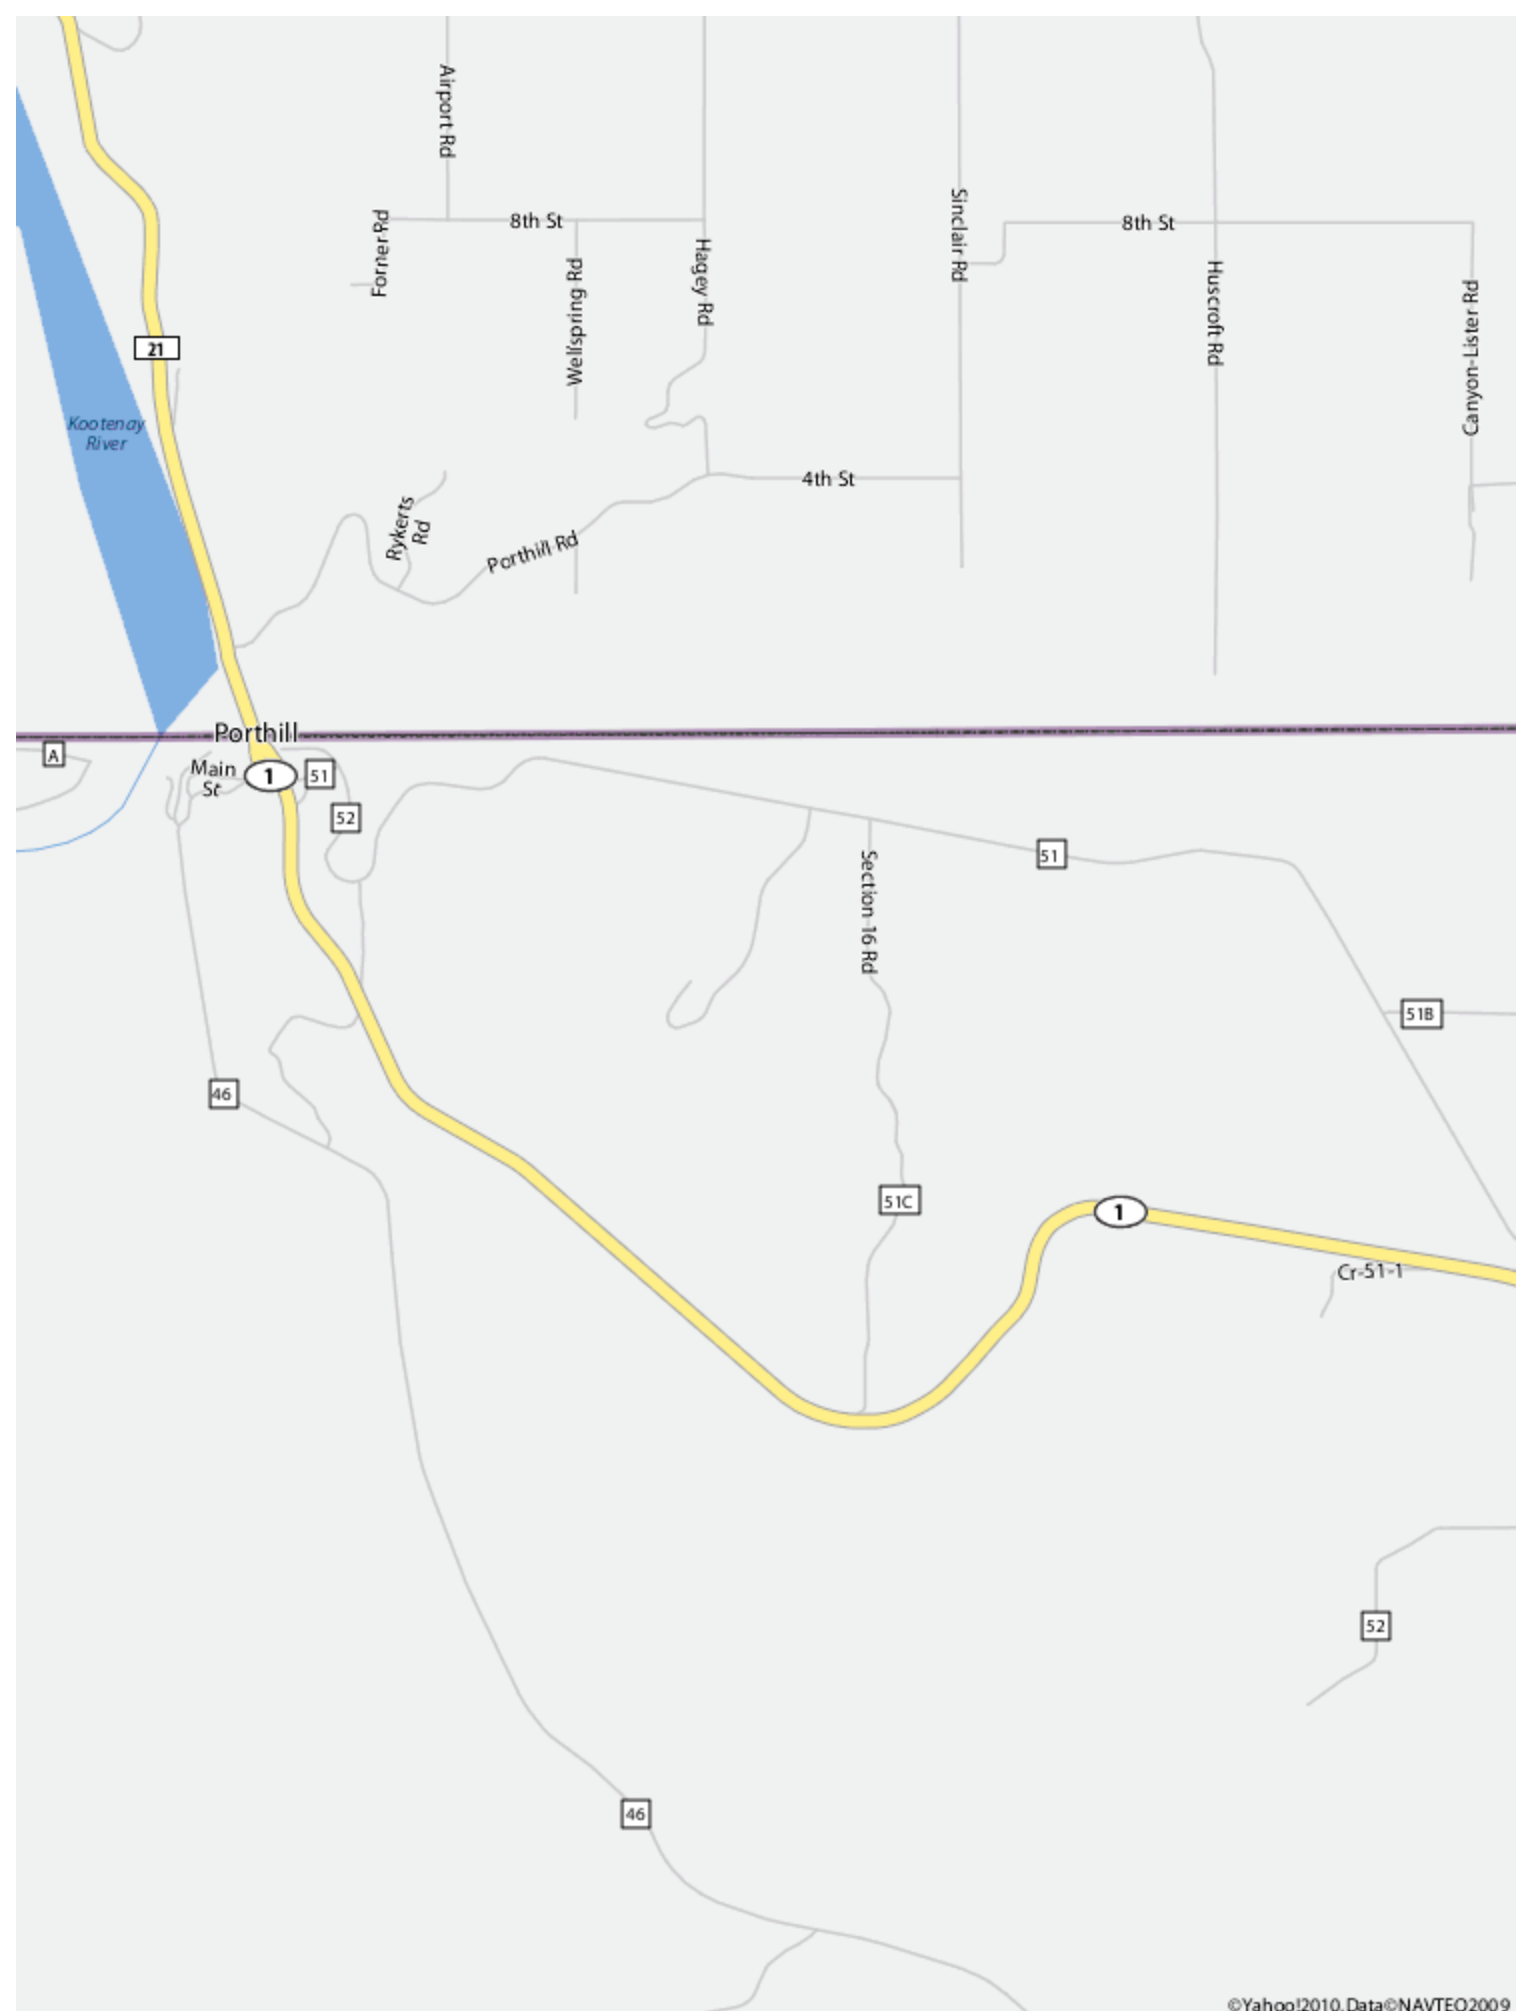 Airport Rd
Forner Rd
8th St
Sinclair Rd
8th St
Hagey Rd
Wellspring Rd
Huscroft Rd
Canyon-Lister Rd
21
Kootenay
River
4th St
Rykerts
Rd
Porthill Rd
Porthill
A
Main
St
1
51
52
51
Section 16 Rd
51B
46
51C
1
Cr-51-1
52
46
©Yahoo!2010, Data©NAVTEQ2009